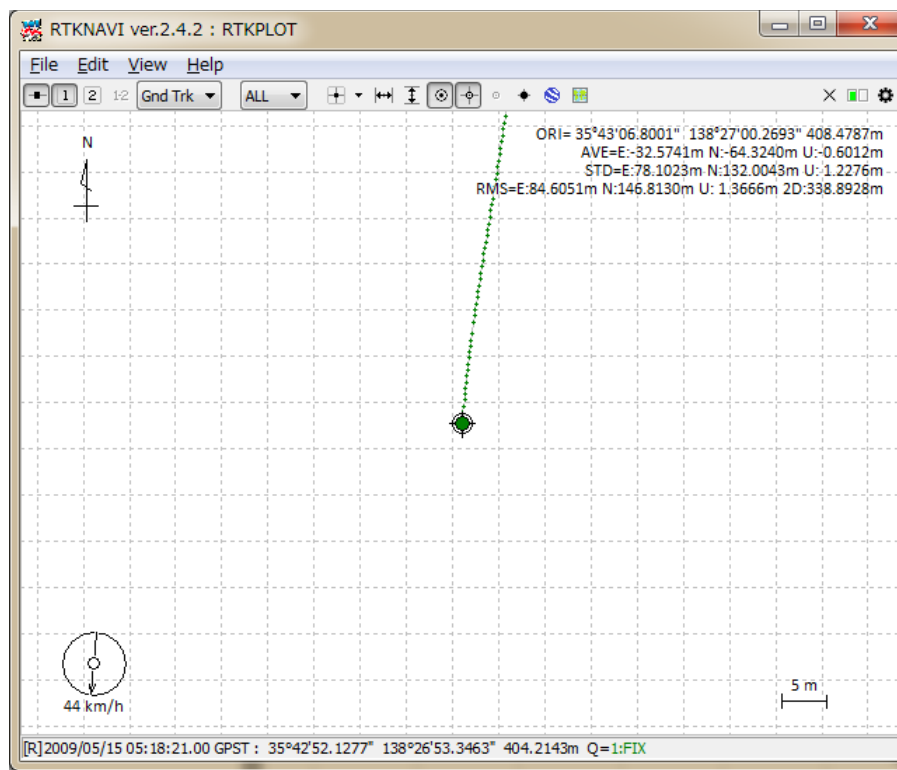 RTKNAVI ver.2.4.2 : RTKPLOT
File Edit View Help
1 2 1-2 Gnd Trk ALL
ORI= 35°43'06.8001" 138°27'00.2693" 408.4787m
AVE=E:-32.5741m N:-64.3240m U:-0.6012m
STD=E:78.1023m N:132.0043m U: 1.2276m
RMS=E:84.6051m N:146.8130m U: 1.3666m 2D:338.8928m
N
5 m
44 km/h
[R]2009/05/15 05:18:21.00 GPST : 35°42'52.1277" 138°26'53.3463" 404.2143m Q=1:FIX